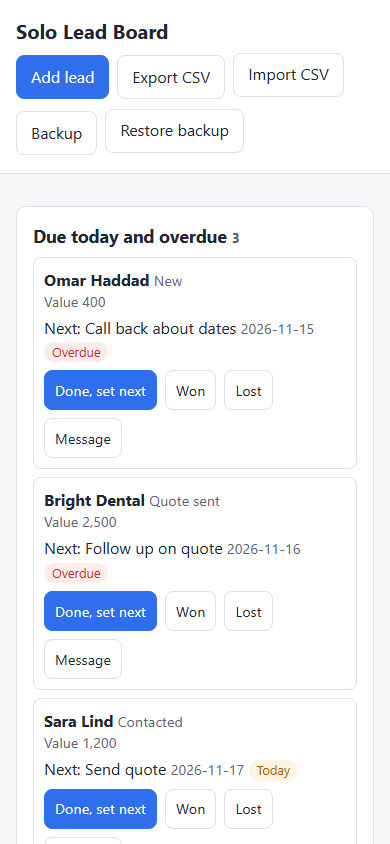 Solo Lead Board
Add lead
Export CSV
Import CSV
Backup
Restore backup
Due today and overdue 3
Omar Haddad New
Value 400
Next: Call back about dates 2026-11-15
Overdue
Done, set next
Won
Lost
Message
Bright Dental Quote sent
Value 2,500
Next: Follow up on quote 2026-11-16
Overdue
Done, set next
Won
Lost
Message
Sara Lind Contacted
Value 1,200
Next: Send quote 2026-11-17 Today
Done, set next
Won
Lost